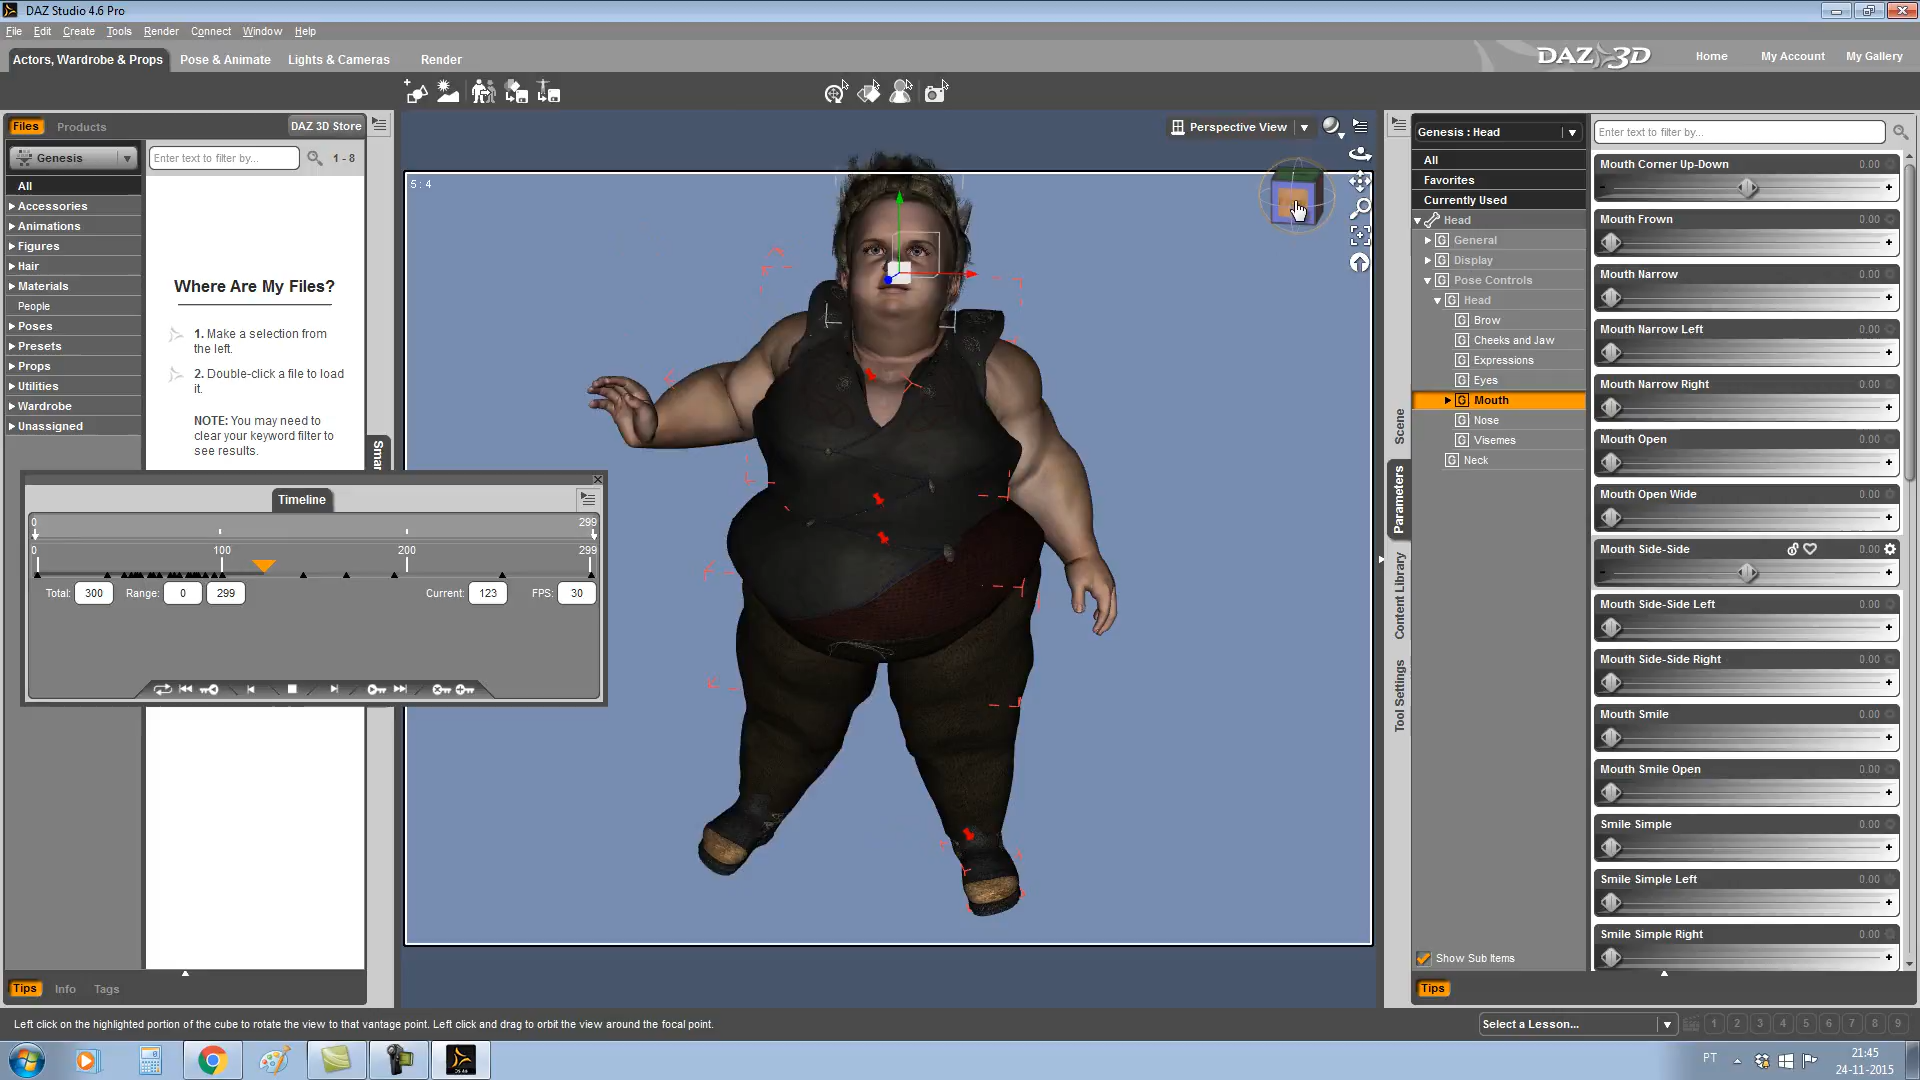 DAZ Studio 4.6 Pro
File Edit Create Tools Render Connect Window Help
Actors, Wardrobe & Props Pose & Animate Lights & Cameras Render
DAZ 3D Home My Account My Gallery
Files Products DAZ 3D Store
Genesis Enter text to filter by... 1 - 8
All
Accessories
Animations
Figures
Hair
Materials
People
Poses
Presets
Props
Utilities
Wardrobe
Unassigned
Where Are My Files?
1. Make a selection from
the left.
2. Double-click a file to load
it.
NOTE: You may need to
clear your keyword filter to
see results.
Smar
Timeline
0 299
0 100 200 299
Total: 300 Range: 0 299 Current: 123 FPS: 30
Tips Info Tags
Perspective View
5 : 4
Scene
Parameters
Content Library
Tool Settings
Genesis : Head
All
Favorites
Currently Used
Head
G General
G Display
G Pose Controls
G Head
G Brow
G Cheeks and Jaw
G Expressions
G Eyes
G Mouth
G Nose
G Visemes
G Neck
Show Sub Items
Tips
Enter text to filter by...
Mouth Corner Up-Down 0.00
Mouth Frown 0.00
Mouth Narrow 0.00
Mouth Narrow Left 0.00
Mouth Narrow Right 0.00
Mouth Open 0.00
Mouth Open Wide 0.00
Mouth Side-Side 0.00
Mouth Side-Side Left 0.00
Mouth Side-Side Right 0.00
Mouth Smile 0.00
Mouth Smile Open 0.00
Smile Simple 0.00
Smile Simple Left 0.00
Smile Simple Right 0.00
Left click on the highlighted portion of the cube to rotate the view to that vantage point. Left click and drag to orbit the view around the focal point.
Select a Lesson... 1 2 3 4 5 6 7 8 9
PT
21:45
24-11-2015